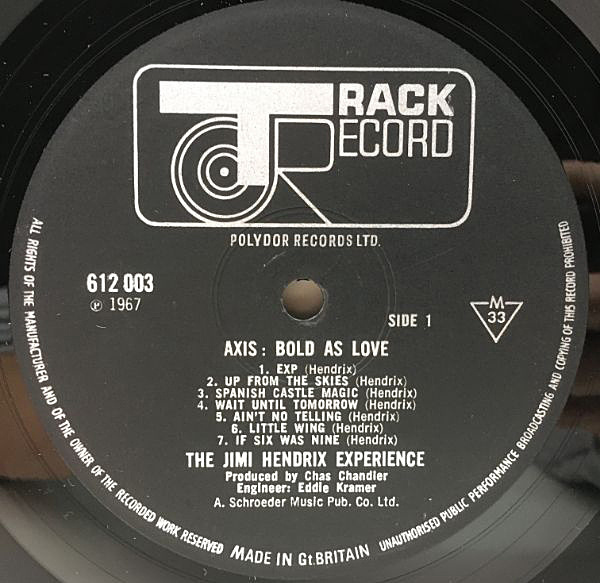 TRACK
RECORD
POLYDOR RECORDS LTD.
612 003
℗ 1967
SIDE 1
M
33
AXIS: BOLD AS LOVE
1. EXP (Hendrix)
2. UP FROM THE SKIES (Hendrix)
3. SPANISH CASTLE MAGIC (Hendrix)
4. WAIT UNTIL TOMORROW (Hendrix)
5. AIN'T NO TELLING (Hendrix)
6. LITTLE WING (Hendrix)
7. IF SIX WAS NINE (Hendrix)
THE JIMI HENDRIX EXPERIENCE
Produced by Chas Chandler
Engineer: Eddie Kramer
A. Schroeder Music Pub. Co. Ltd.
ALL RIGHTS OF THE MANUFACTURER AND OF THE OWNER OF THE RECORDED WORK RESERVED
MADE IN Gt.BRITAIN
UNAUTHORISED PUBLIC PERFORMANCE BROADCASTING AND COPYING OF THIS RECORD PROHIBITED